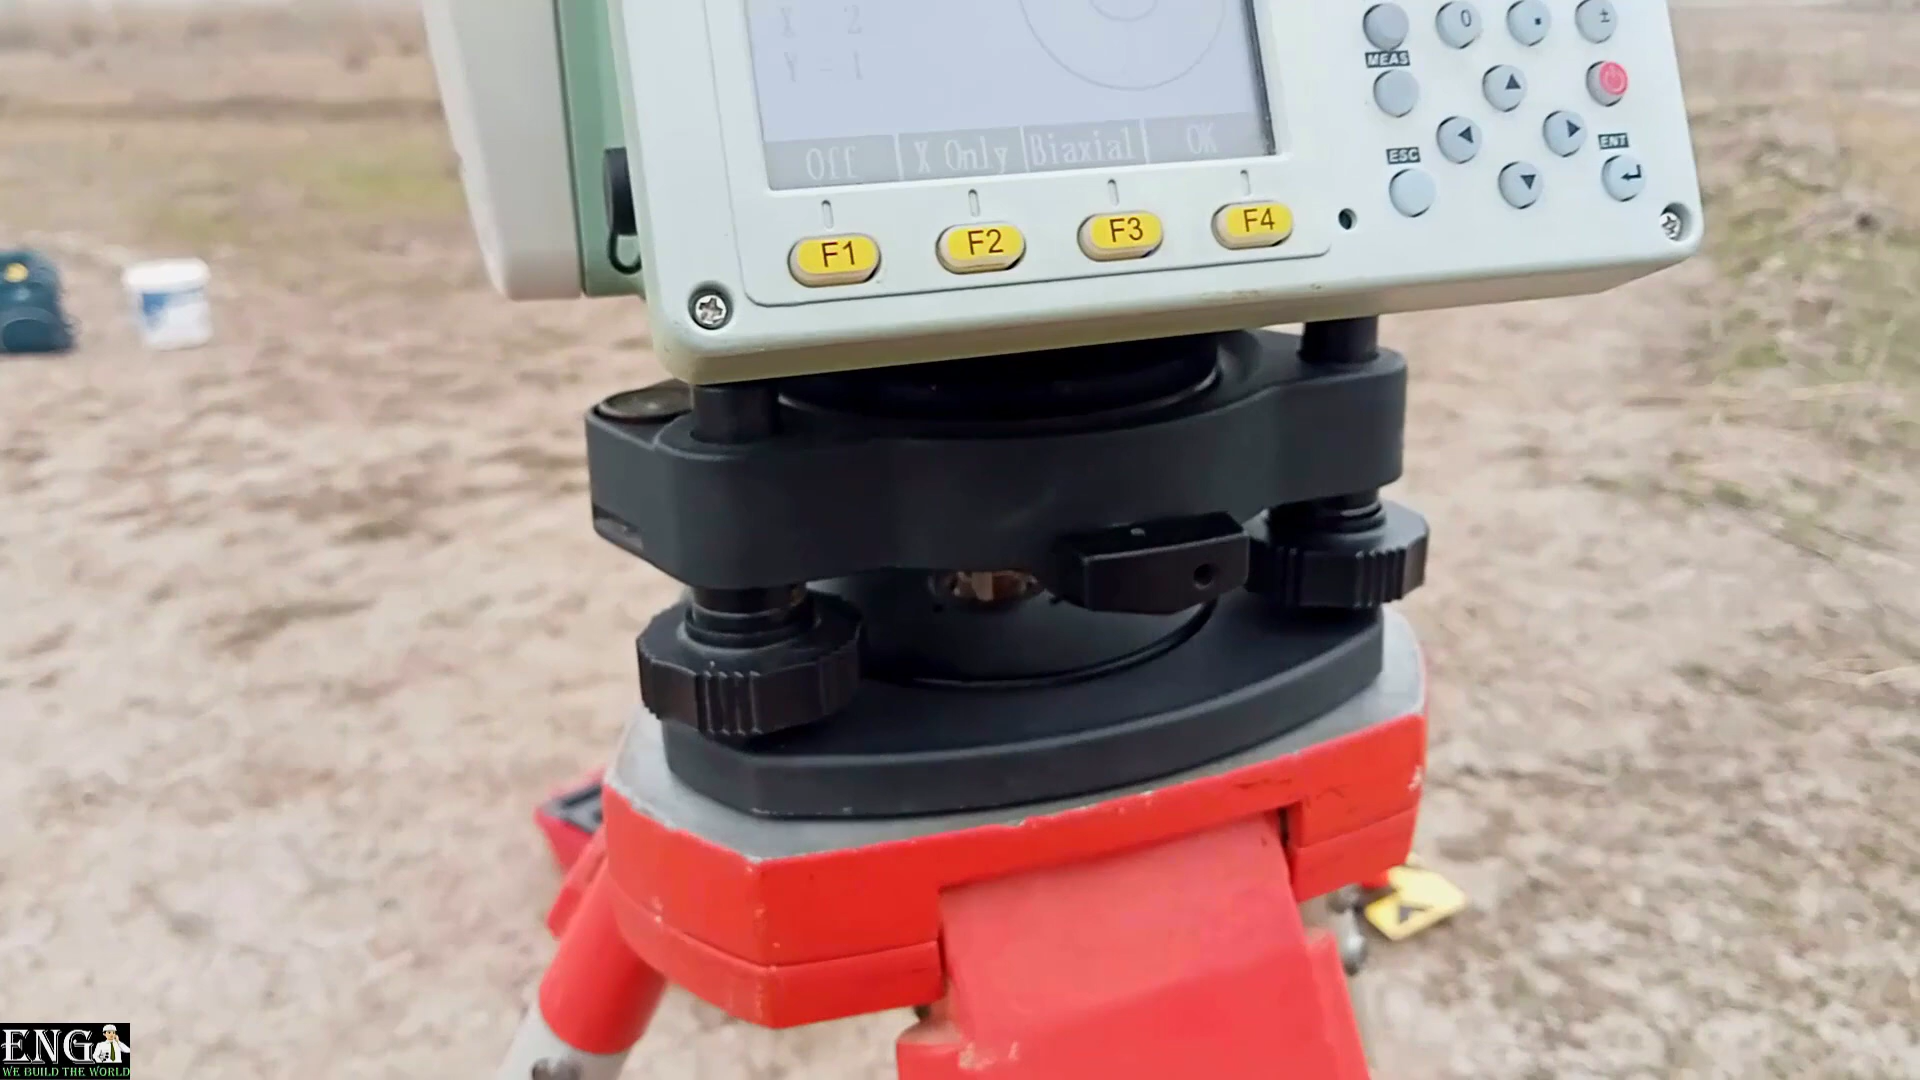 X 2
Y - 1
Off X Only Biaxial OK
F1 F2 F3 F4
0 . ±
MEAS
ESC
ENT
ENG
WE BUILD THE WORLD